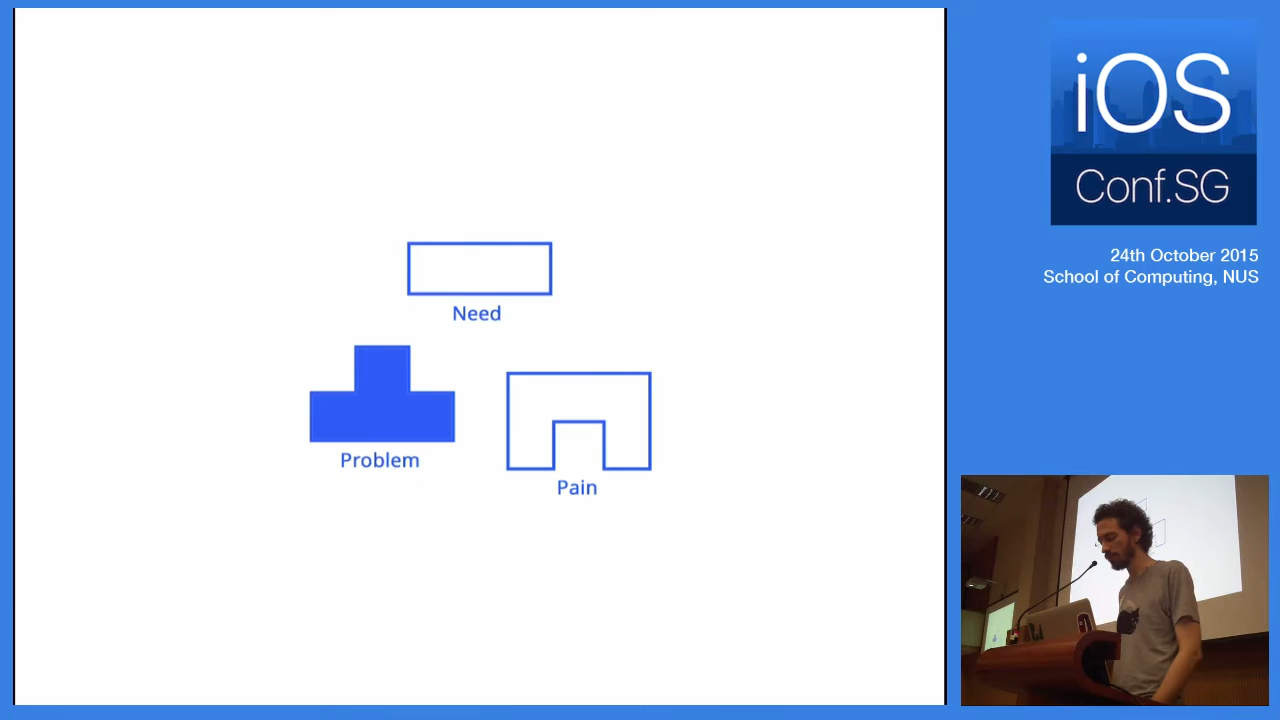 Need
Problem
Pain
iOS
Conf.SG
24th October 2015
School of Computing, NUS